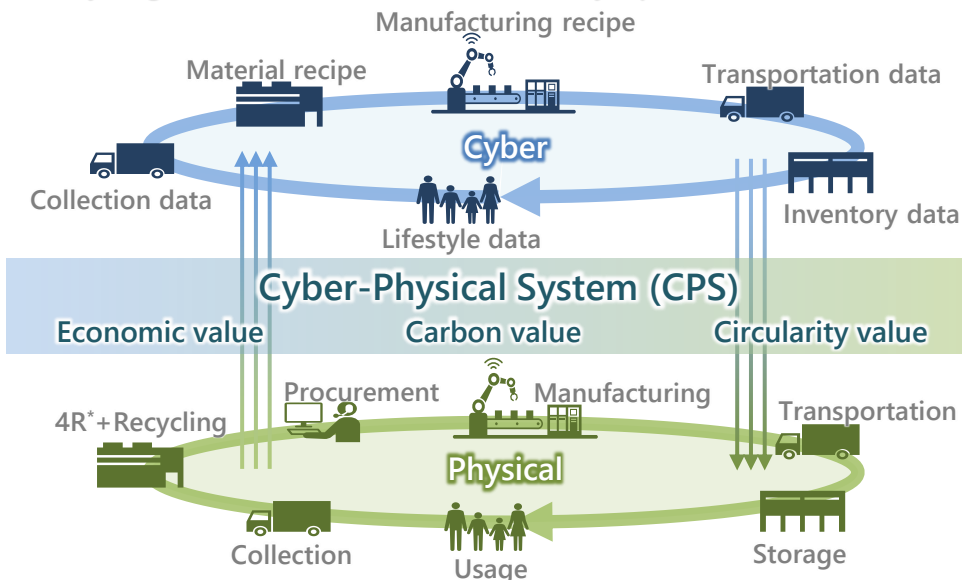 Manufacturing recipe
Material recipe
Transportation data
Cyber
Collection data
Inventory data
Lifestyle data
Cyber-Physical System (CPS)
Economic value
Carbon value
Circularity value
Procurement
Manufacturing
Transportation
4R*+Recycling
Physical
Collection
Storage
Usage